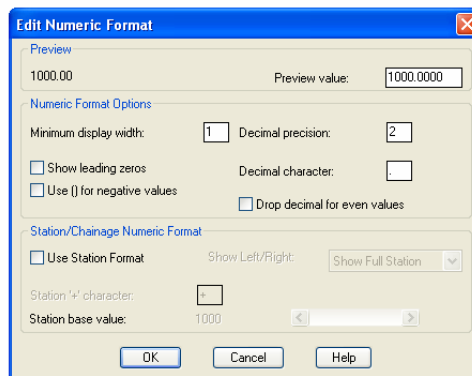 Edit Numeric Format
Preview
1000.00 Preview value: 1000.0000
Numeric Format Options
Minimum display width: 1 Decimal precision: 2
Show leading zeros Decimal character: .
Use () for negative values
Drop decimal for even values
Station/Chainage Numeric Format
Use Station Format Show Left/Right: Show Full Station
Station '+' character: +
Station base value: 1000
OK Cancel Help